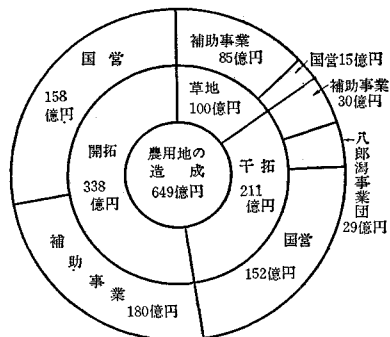 農用地の
造成
649億円
草地
100億円
干拓
211
億円
開拓
338
億円
補助事業
85億円
国営15億円
補助事業
30億円
八郎潟事業団
29億円
国営
152億円
補助事業
180億円
国営
158
億円